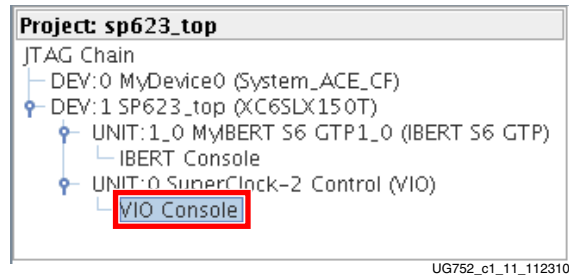 Project: sp623_top
JTAG Chain
DEV:0 MyDevice0 (System_ACE_CF)
DEV:1 SP623_top (XC6SLX150T)
UNIT:1_0 MyIBERT S6 GTP1_0 (IBERT S6 GTP)
IBERT Console
UNIT:0 SuperClock-2 Control (VIO)
VIO Console
UG752_c1_11_112310